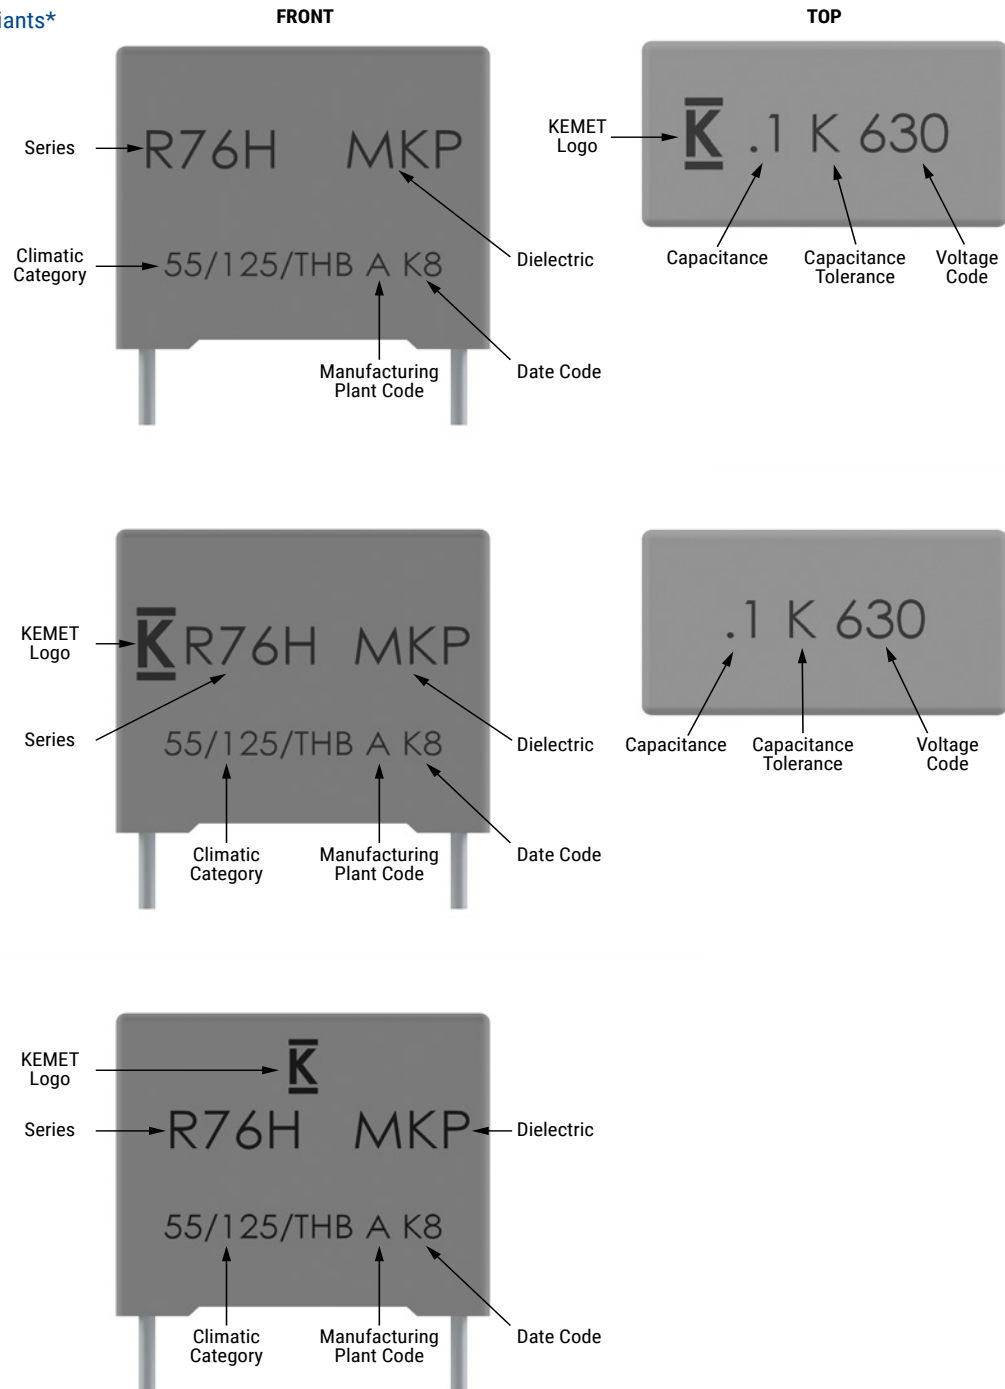 iants*
FRONT
TOP
Series
R76H MKP
Climatic
Category
55/125/THB A K8
Dielectric
Manufacturing
Plant Code
Date Code
KEMET
Logo
K .1 K 630
Capacitance
Capacitance
Tolerance
Voltage
Code
KEMET
Logo
K R76H MKP
Series
55/125/THB A K8
Dielectric
Climatic
Category
Manufacturing
Plant Code
Date Code
.1 K 630
Capacitance
Capacitance
Tolerance
Voltage
Code
KEMET
Logo
K
Series
R76H MKP
Dielectric
55/125/THB A K8
Climatic
Category
Manufacturing
Plant Code
Date Code